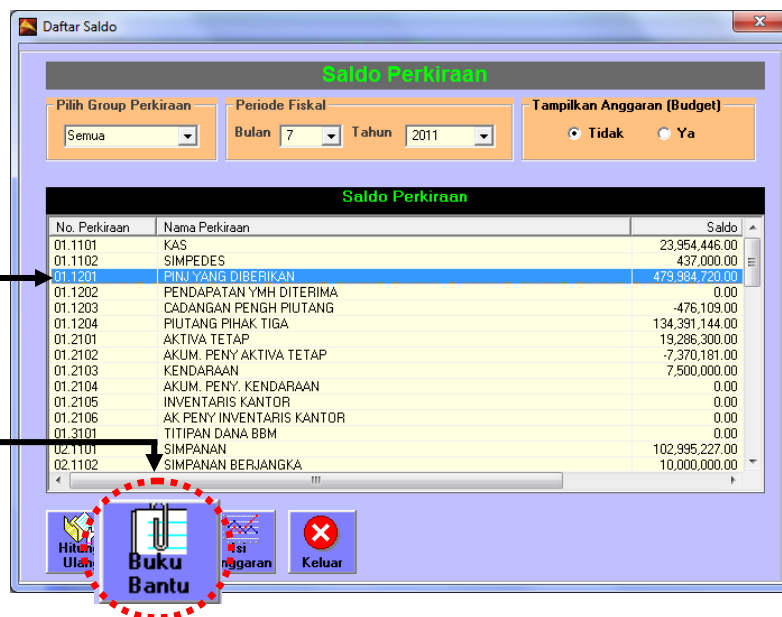 Daftar Saldo
Saldo Perkiraan
Pilih Group Perkiraan
Semua
Periode Fiskal
Bulan 7 Tahun 2011
Tampilkan Anggaran (Budget)
Tidak Ya
Saldo Perkiraan
No. Perkiraan Nama Perkiraan Saldo
01.1101 KAS 23,954,446.00
01.1102 SIMPEDES 437,000.00
01.1201 PINJ YANG DIBERIKAN 479,984,720.00
01.1202 PENDAPATAN YMH DITERIMA 0.00
01.1203 CADANGAN PENGH PIUTANG -476,109.00
01.1204 PIUTANG PIHAK TIGA 134,391,144.00
01.2101 AKTIVA TETAP 19,286,300.00
01.2102 AKUM. PENY AKTIVA TETAP -7,370,181.00
01.2103 KENDARAAN 7,500,000.00
01.2104 AKUM. PENY. KENDARAAN 0.00
01.2105 INVENTARIS KANTOR 0.00
01.2106 AK PENY INVENTARIS KANTOR 0.00
01.3101 TITIPAN DANA BBM 0.00
02.1101 SIMPANAN 102,995,227.00
02.1102 SIMPANAN BERJANGKA 10,000,000.00
Hitung
Ulang
Buku
Bantu
Isi
nggaran
Keluar